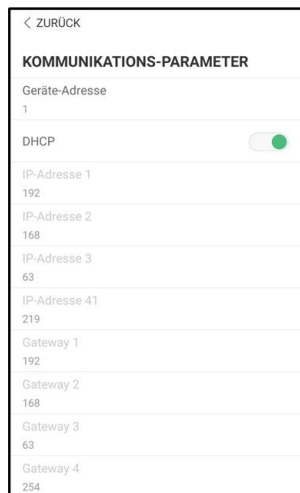 < ZURÜCK
KOMMUNIKATIONS-PARAMETER
Geräte-Adresse
1
DHCP
IP-Adresse 1
192
IP-Adresse 2
168
IP-Adresse 3
63
IP-Adresse 41
219
Gateway 1
192
Gateway 2
168
Gateway 3
63
Gateway 4
254